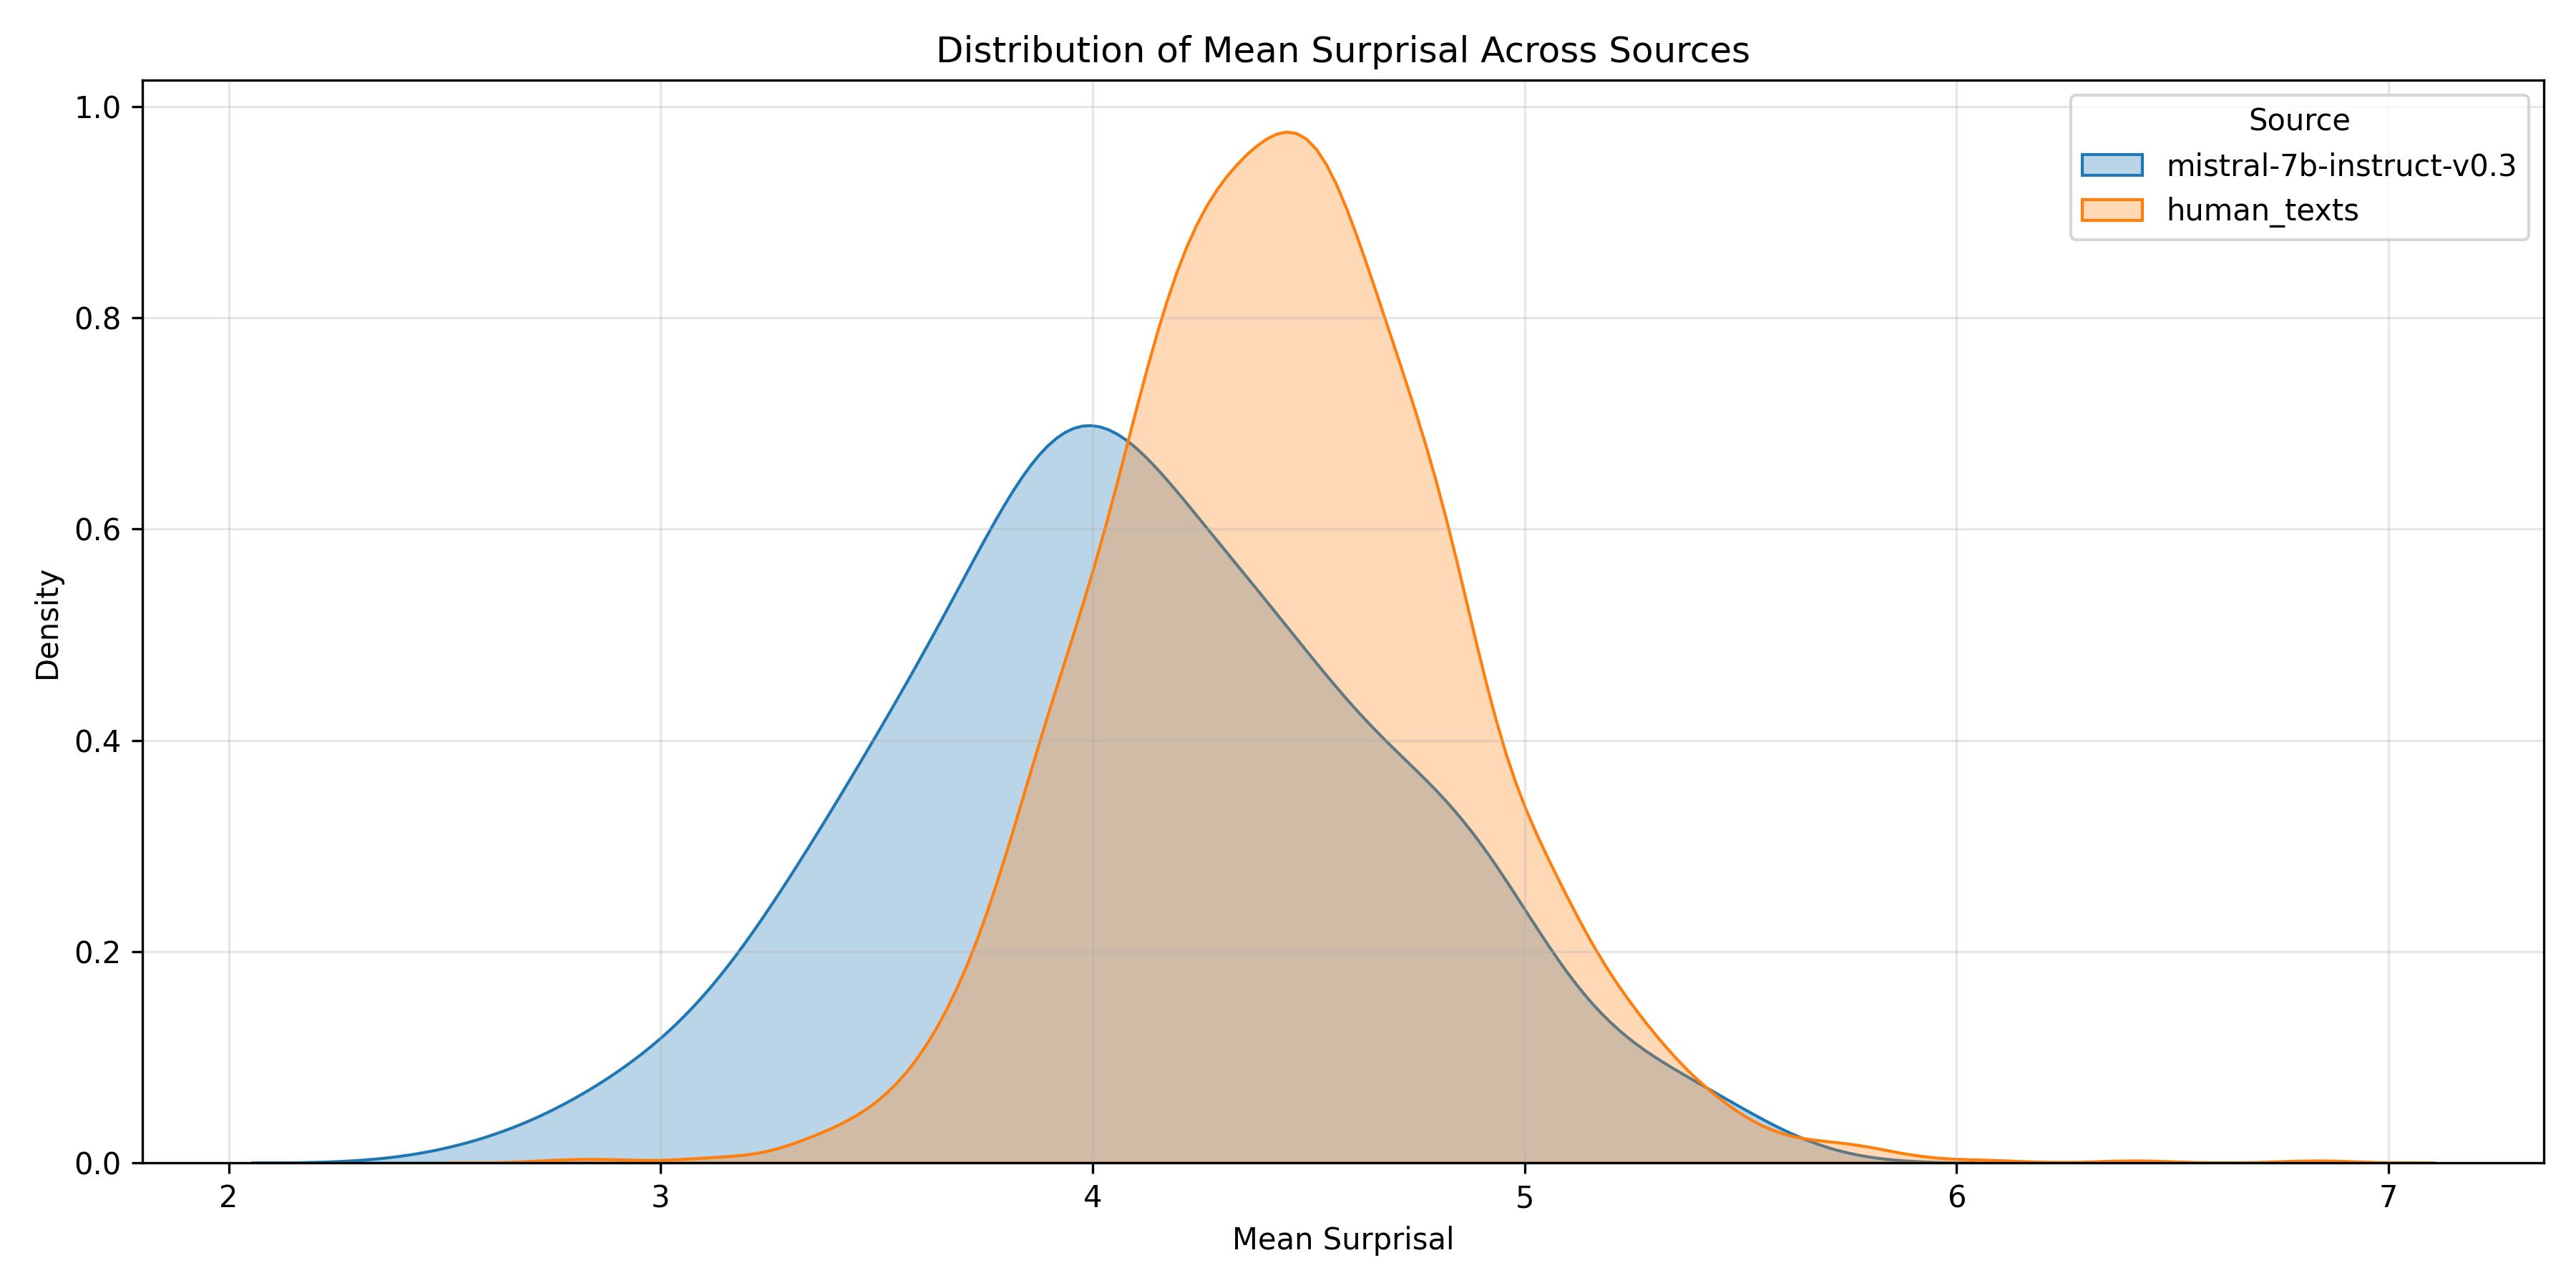 Distribution of Mean Surprisal Across Sources
Source
mistral-7b-instruct-v0.3
human_texts
Density
1.0
0.8
0.6
0.4
0.2
0.0
2 3 4 5 6 7
Mean Surprisal